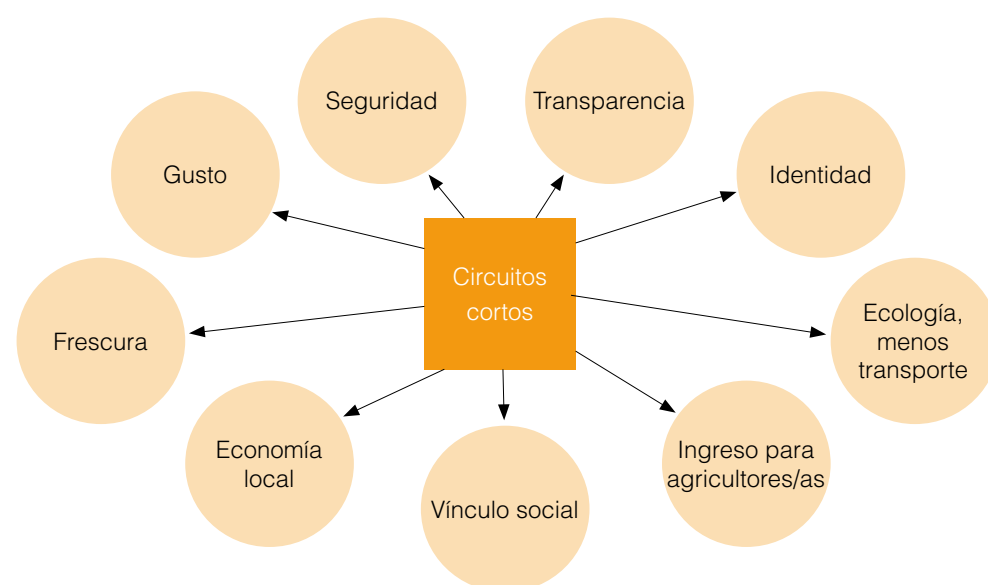 Seguridad
Transparencia
Gusto
Identidad
Circuitos
cortos
Frescura
Ecología,
menos
transporte
Economía
local
Vínculo social
Ingreso para
agricultores/as